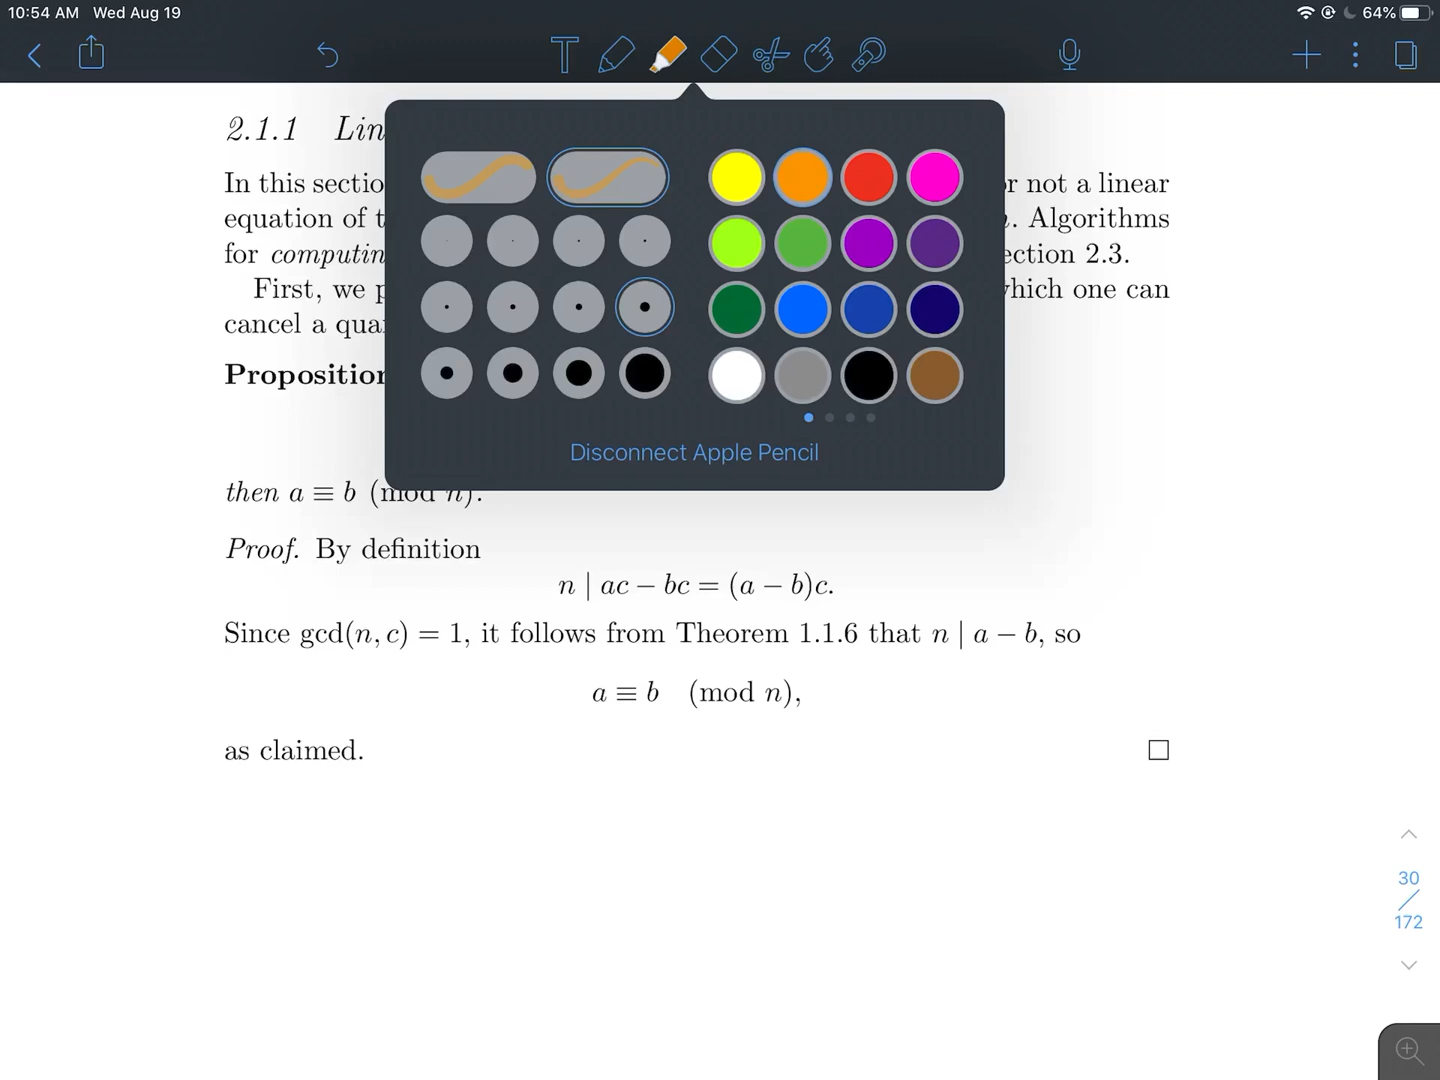 10:54 AM Wed Aug 19
64%
T
2.1.1 Lin
In this sectio r not a linear
equation of t . Algorithms
for computin ection 2.3.
First, we p hich one can
cancel a qua
Proposition
Disconnect Apple Pencil
then a ≡ b (mod n).
Proof. By definition
n | ac − bc = (a − b)c.
Since gcd(n, c) = 1, it follows from Theorem 1.1.6 that n | a − b, so
a ≡ b (mod n),
as claimed. □
30
/
172